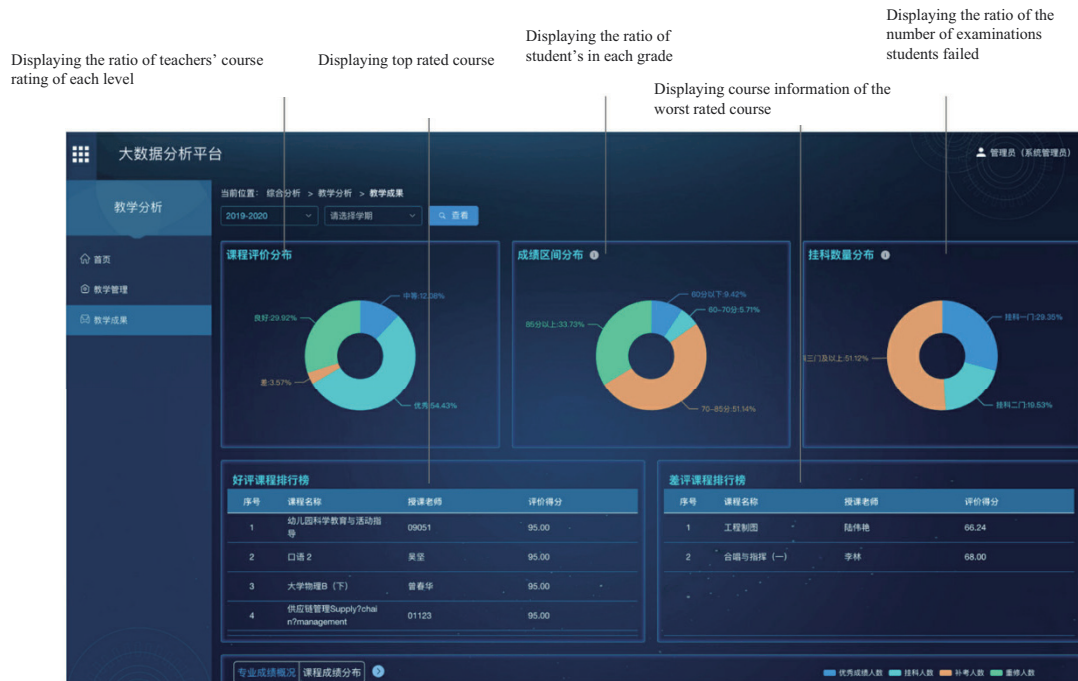 Displaying the ratio of teachers’ course
rating of each level
Displaying top rated course
Displaying the ratio of
student’s in each grade
Displaying course information of the
worst rated course
Displaying the ratio of the
number of examinations
students failed
大数据分析平台
管理员（系统管理员）
教学分析
首页
教学管理
教学成果
当前位置： 综合分析 > 教学分析 > 教学成果
2019-2020 请选择学期 查看
课程评价分布
中等:12.08%
良好:29.92%
差:3.57%
优秀:54.43%
成绩区间分布
60分以下:9.42%
60-70分:5.71%
85分以上:33.73%
70-85分:51.14%
挂科数量分布
挂科一门:29.35%
三门及以上:51.12%
挂科二门:19.53%
好评课程排行榜
序号 课程名称 授课老师 评价得分
1 幼儿园科学教育与活动指
导 09051 95.00
2 口语 2 吴坚 95.00
3 大学物理B（下） 曾春华 95.00
4 供应链管理Supply?chai
n?management 01123 95.00
差评课程排行榜
序号 课程名称 授课老师 评价得分
1 工程制图 陆伟艳 66.24
2 合唱与指挥（一） 李林 68.00
专业成绩概况 课程成绩分布
优秀成绩人数 挂科人数 补考人数 重修人数